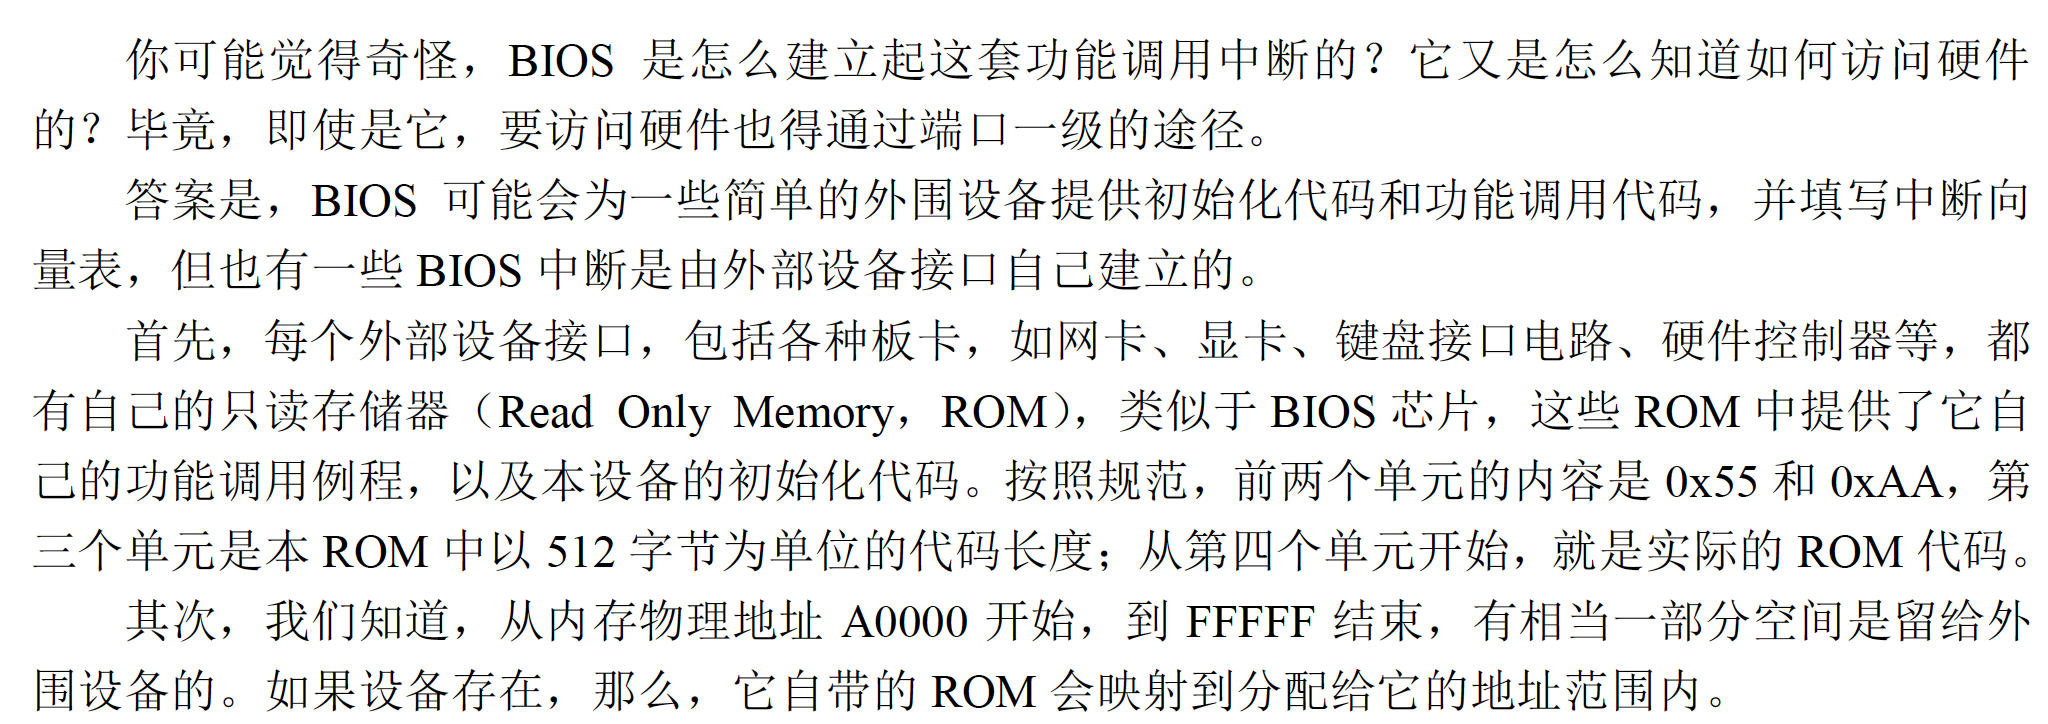 你可能觉得奇怪，BIOS 是怎么建立起这套功能调用中断的？它又是怎么知道如何访问硬件
的？毕竟，即使是它，要访问硬件也得通过端口一级的途径。
答案是，BIOS 可能会为一些简单的外围设备提供初始化代码和功能调用代码，并填写中断向
量表，但也有一些 BIOS 中断是由外部设备接口自己建立的。
首先，每个外部设备接口，包括各种板卡，如网卡、显卡、键盘接口电路、硬件控制器等，都
有自己的只读存储器（Read Only Memory，ROM），类似于 BIOS 芯片，这些 ROM 中提供了它自
己的功能调用例程，以及本设备的初始化代码。按照规范，前两个单元的内容是 0x55 和 0xAA，第
三个单元是本 ROM 中以 512 字节为单位的代码长度；从第四个单元开始，就是实际的 ROM 代码。
其次，我们知道，从内存物理地址 A0000 开始，到 FFFFF 结束，有相当一部分空间是留给外
围设备的。如果设备存在，那么，它自带的 ROM 会映射到分配给它的地址范围内。